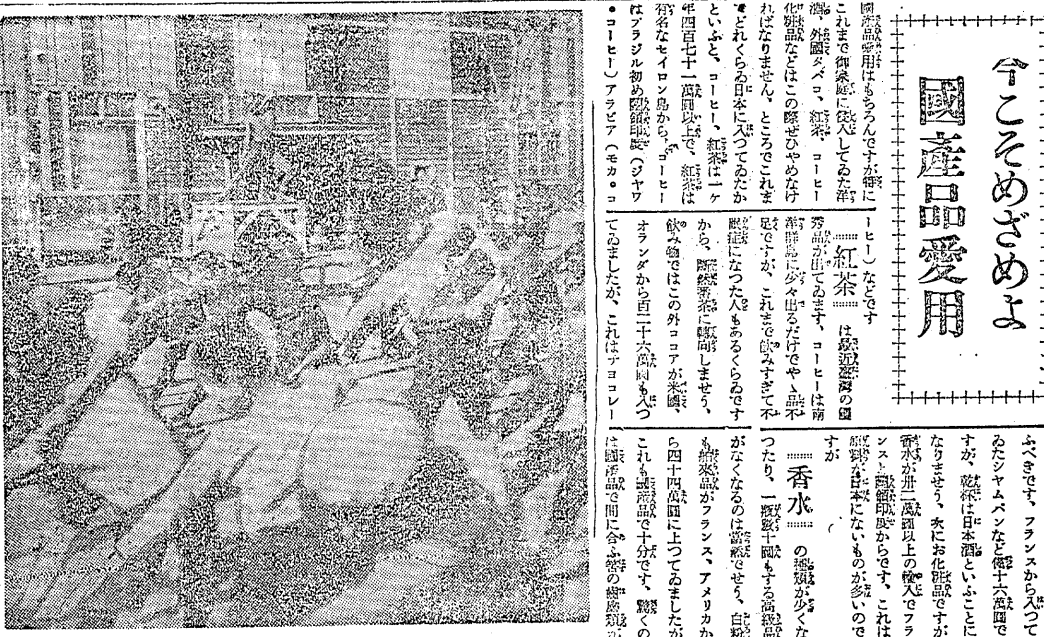 今こそめざめよ
國産品愛用
國産品愛用はもちろんですが特に
これまで御家庭に侵入してゐた洋
酒、外國タバコ、紅茶、コーヒー
化粧品などはこの際ぜひやめなけ
ればなりません、ところでこれま
でどれくらゐ日本に入つてゐたか
といふと、コーヒー、紅茶は一ケ
年四百七十一萬圓以上で、紅茶は
有名なセイロン島から、コーヒー
はブラジル初め蘭領印度(ジヤワ
・コーヒー)アラビア(モカ・コ
ーヒー)などです
紅茶 は最近臺灣の優
秀品が出てゐます、コーヒーは南
洋群島に少々出るだけでやゝ品不
足ですが、これまで飲みすぎて不
眠症になつた人もあるくらゐです
から、斷然番茶に轉向しませう、
飲み物ではこの外ココアが米國、
オランダから百二十六萬圓も入つ
てゐましたが、これはチヨコレー
ふべきです、フランスから入つて
ゐたシヤムパンなど僅十六萬圓で
すが、乾杯は日本酒といふことに
なりませう、次にお化粧品ですが
香水が卅二萬圓以上の輸入でフラ
ンスと蘭領印度からです、これは
原料が日本にないものが多いので
すが
香水 の種類が少くな
つたり、一瓶數十圓もする高級品
がなくなるのは當然でせう、白粉
も舶來品がフランス、アメリカか
ら四十四萬圓に上つてゐましたが
これも國産品で十分です、驚くの
は國産品で間に合ふ筈の齒磨類が